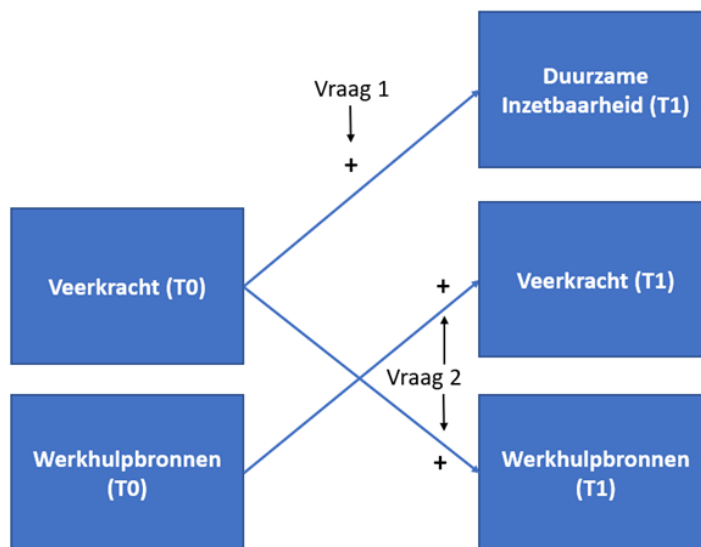 Duurzame
Inzetbaarheid (T1)
Vraag 1
+
Veerkracht (T0)
Veerkracht (T1)
+
Vraag 2
Werkhulpbronnen
(T0)
+
Werkhulpbronnen
(T1)